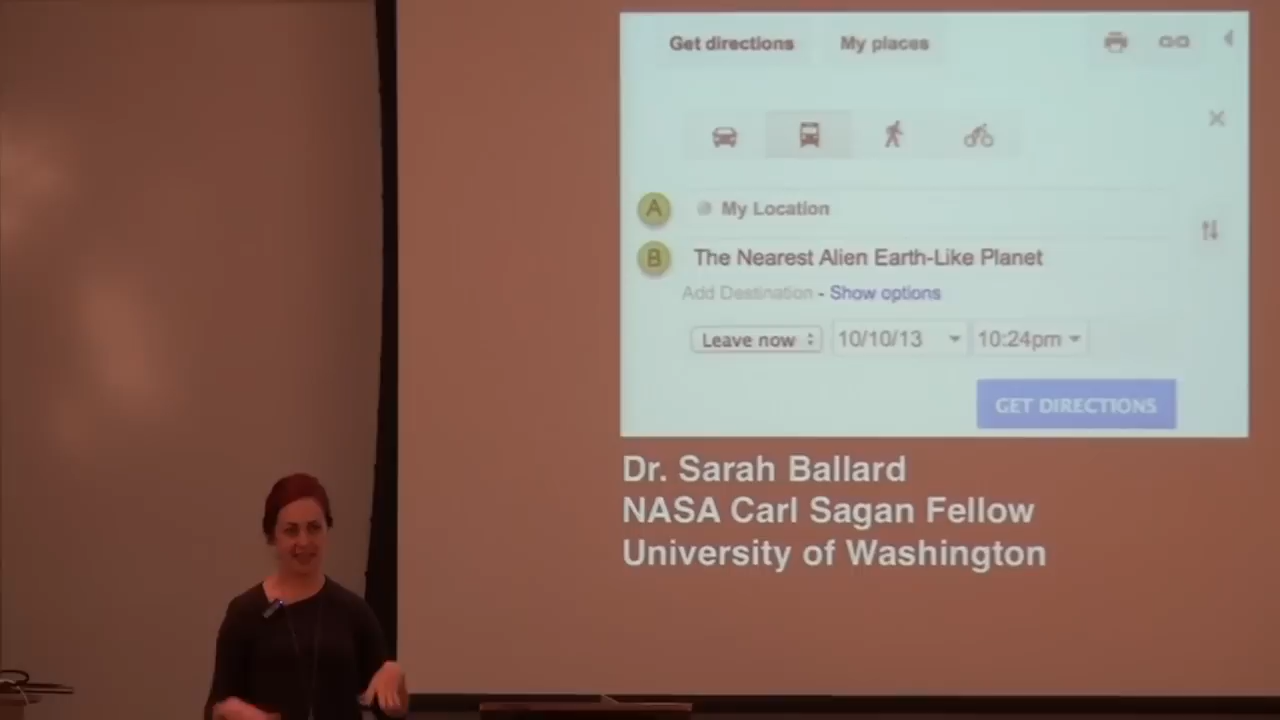 Get directions My places
A My Location
B The Nearest Alien Earth-Like Planet
Add Destination - Show options
Leave now 10/10/13 10:24pm
GET DIRECTIONS
Dr. Sarah Ballard
NASA Carl Sagan Fellow
University of Washington